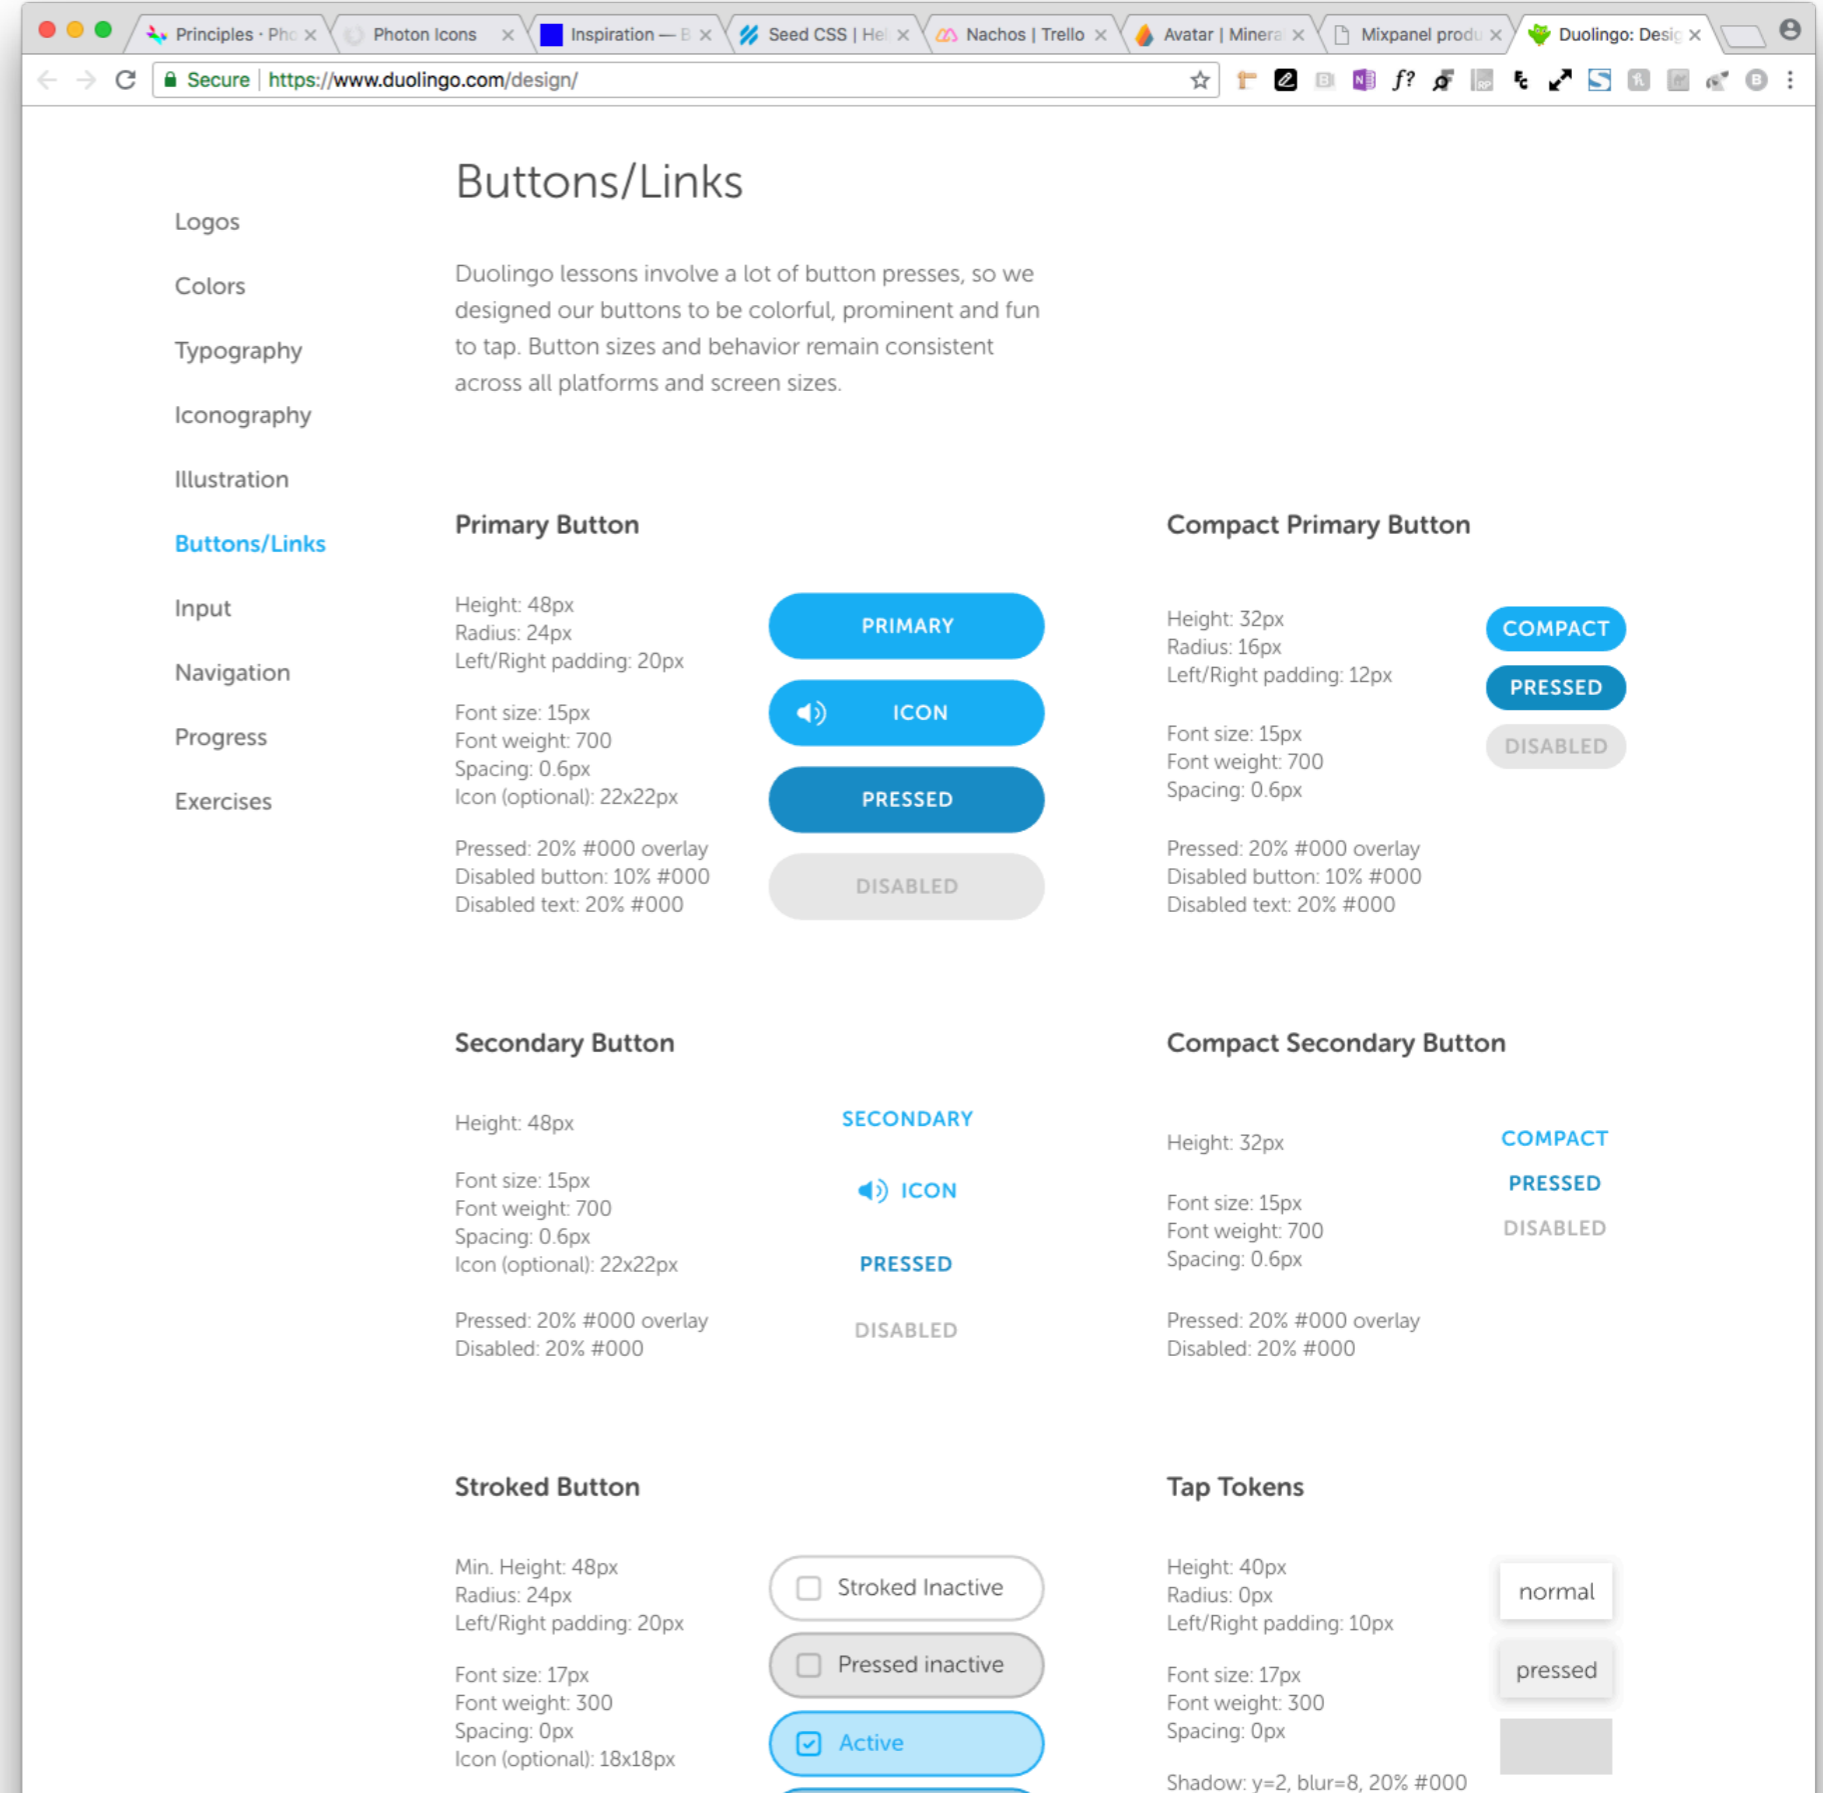 Principles · Pho
Photon Icons
Inspiration — B
Seed CSS | Hel
Nachos | Trello
Avatar | Minera
Mixpanel produ
Duolingo: Desig
Secure
https://www.duolingo.com/design/
Logos
Colors
Typography
Iconography
Illustration
Buttons/Links
Input
Navigation
Progress
Exercises
Buttons/Links
Duolingo lessons involve a lot of button presses, so we
designed our buttons to be colorful, prominent and fun
to tap. Button sizes and behavior remain consistent
across all platforms and screen sizes.
Primary Button
Height: 48px
Radius: 24px
Left/Right padding: 20px
Font size: 15px
Font weight: 700
Spacing: 0.6px
Icon (optional): 22x22px
Pressed: 20% #000 overlay
Disabled button: 10% #000
Disabled text: 20% #000
PRIMARY
ICON
PRESSED
DISABLED
Compact Primary Button
Height: 32px
Radius: 16px
Left/Right padding: 12px
Font size: 15px
Font weight: 700
Spacing: 0.6px
Pressed: 20% #000 overlay
Disabled button: 10% #000
Disabled text: 20% #000
COMPACT
PRESSED
DISABLED
Secondary Button
Height: 48px
Font size: 15px
Font weight: 700
Spacing: 0.6px
Icon (optional): 22x22px
Pressed: 20% #000 overlay
Disabled: 20% #000
SECONDARY
ICON
PRESSED
DISABLED
Compact Secondary Button
Height: 32px
Font size: 15px
Font weight: 700
Spacing: 0.6px
Pressed: 20% #000 overlay
Disabled: 20% #000
COMPACT
PRESSED
DISABLED
Stroked Button
Min. Height: 48px
Radius: 24px
Left/Right padding: 20px
Font size: 17px
Font weight: 300
Spacing: 0px
Icon (optional): 18x18px
Stroked Inactive
Pressed inactive
Active
Tap Tokens
Height: 40px
Radius: 0px
Left/Right padding: 10px
Font size: 17px
Font weight: 300
Spacing: 0px
Shadow: y=2, blur=8, 20% #000
normal
pressed